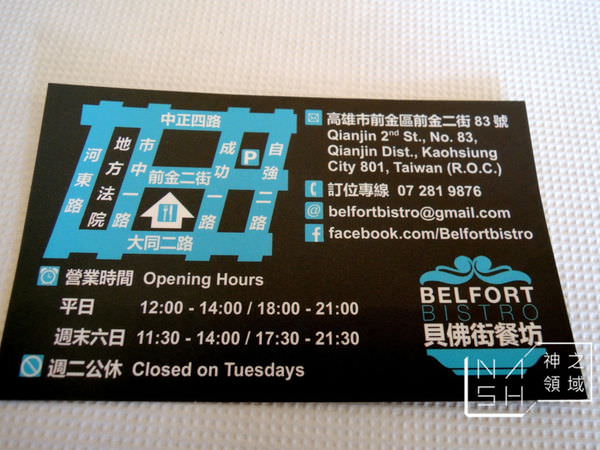 中正四路
河東路
地方法院
市中一路
前金二街
成功一路
P
自強二路
大同二路
高雄市前金區前金二街 83 號
Qianjin 2nd St., No. 83,
Qianjin Dist., Kaohsiung
City 801, Taiwan (R.O.C.)
訂位專線 07 281 9876
@ belfortbistro@gmail.com
f facebook.com/Belfortbistro
營業時間 Opening Hours
平日 12:00 - 14:00 / 18:00 - 21:00
週末六日 11:30 - 14:00 / 17:30 - 21:30
週二公休 Closed on Tuesdays
BELFORT
BISTRO
貝佛街餐坊
NASH
神之領域